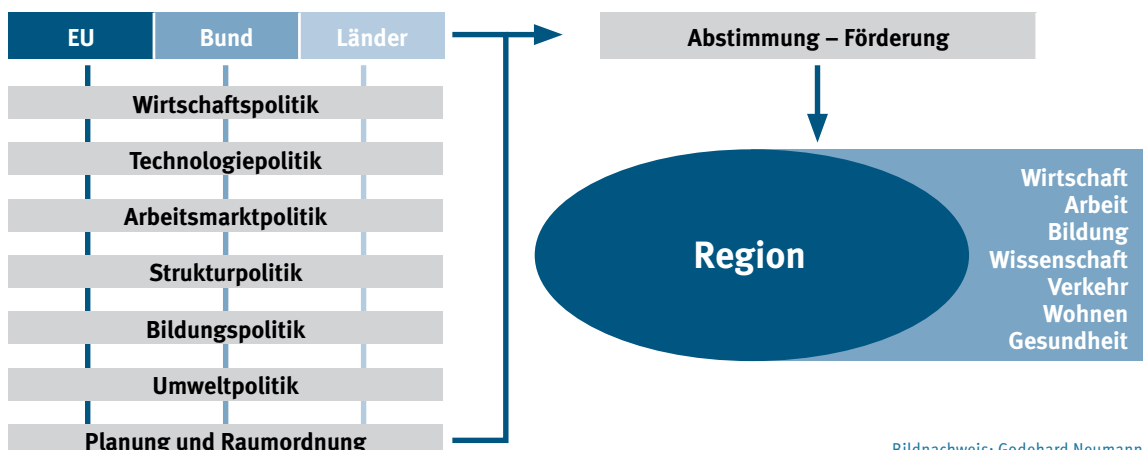 EU Bund Länder
Wirtschaftspolitik
Technologiepolitik
Arbeitsmarktpolitik
Strukturpolitik
Bildungspolitik
Umweltpolitik
Planung und Raumordnung
Abstimmung – Förderung
Region
Wirtschaft
Arbeit
Bildung
Wissenschaft
Verkehr
Wohnen
Gesundheit
Bildnachweis: Godehard Neumann